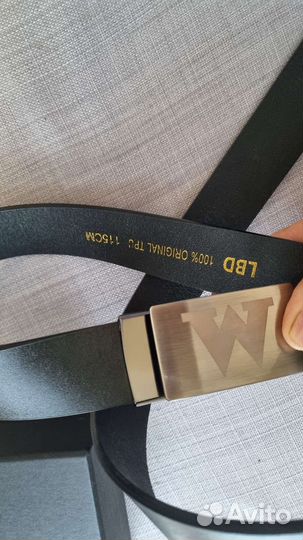 LBD 100% ORIGINAL TPU 115CM
W
Avito